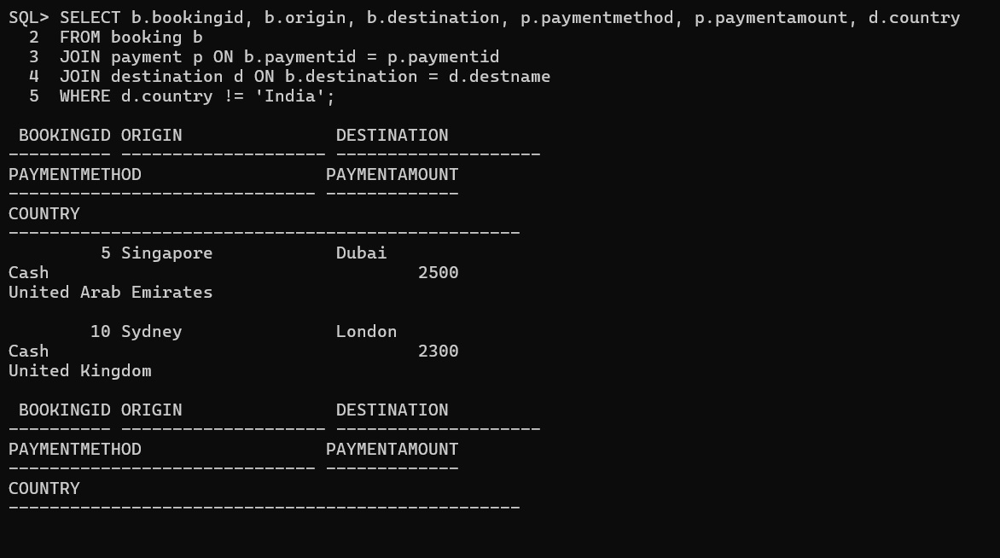 SQL> SELECT b.bookingid, b.origin, b.destination, p.paymentmethod, p.paymentamount, d.country
  2  FROM booking b
  3  JOIN payment p ON b.paymentid = p.paymentid
  4  JOIN destination d ON b.destination = d.destname
  5  WHERE d.country != 'India';

 BOOKINGID ORIGIN               DESTINATION
---------- -------------------- --------------------
PAYMENTMETHOD                  PAYMENTAMOUNT
------------------------------ -------------
COUNTRY
--------------------------------------------------
         5 Singapore            Dubai
Cash                                    2500
United Arab Emirates

        10 Sydney               London
Cash                                    2300
United Kingdom

 BOOKINGID ORIGIN               DESTINATION
---------- -------------------- --------------------
PAYMENTMETHOD                  PAYMENTAMOUNT
------------------------------ -------------
COUNTRY
--------------------------------------------------